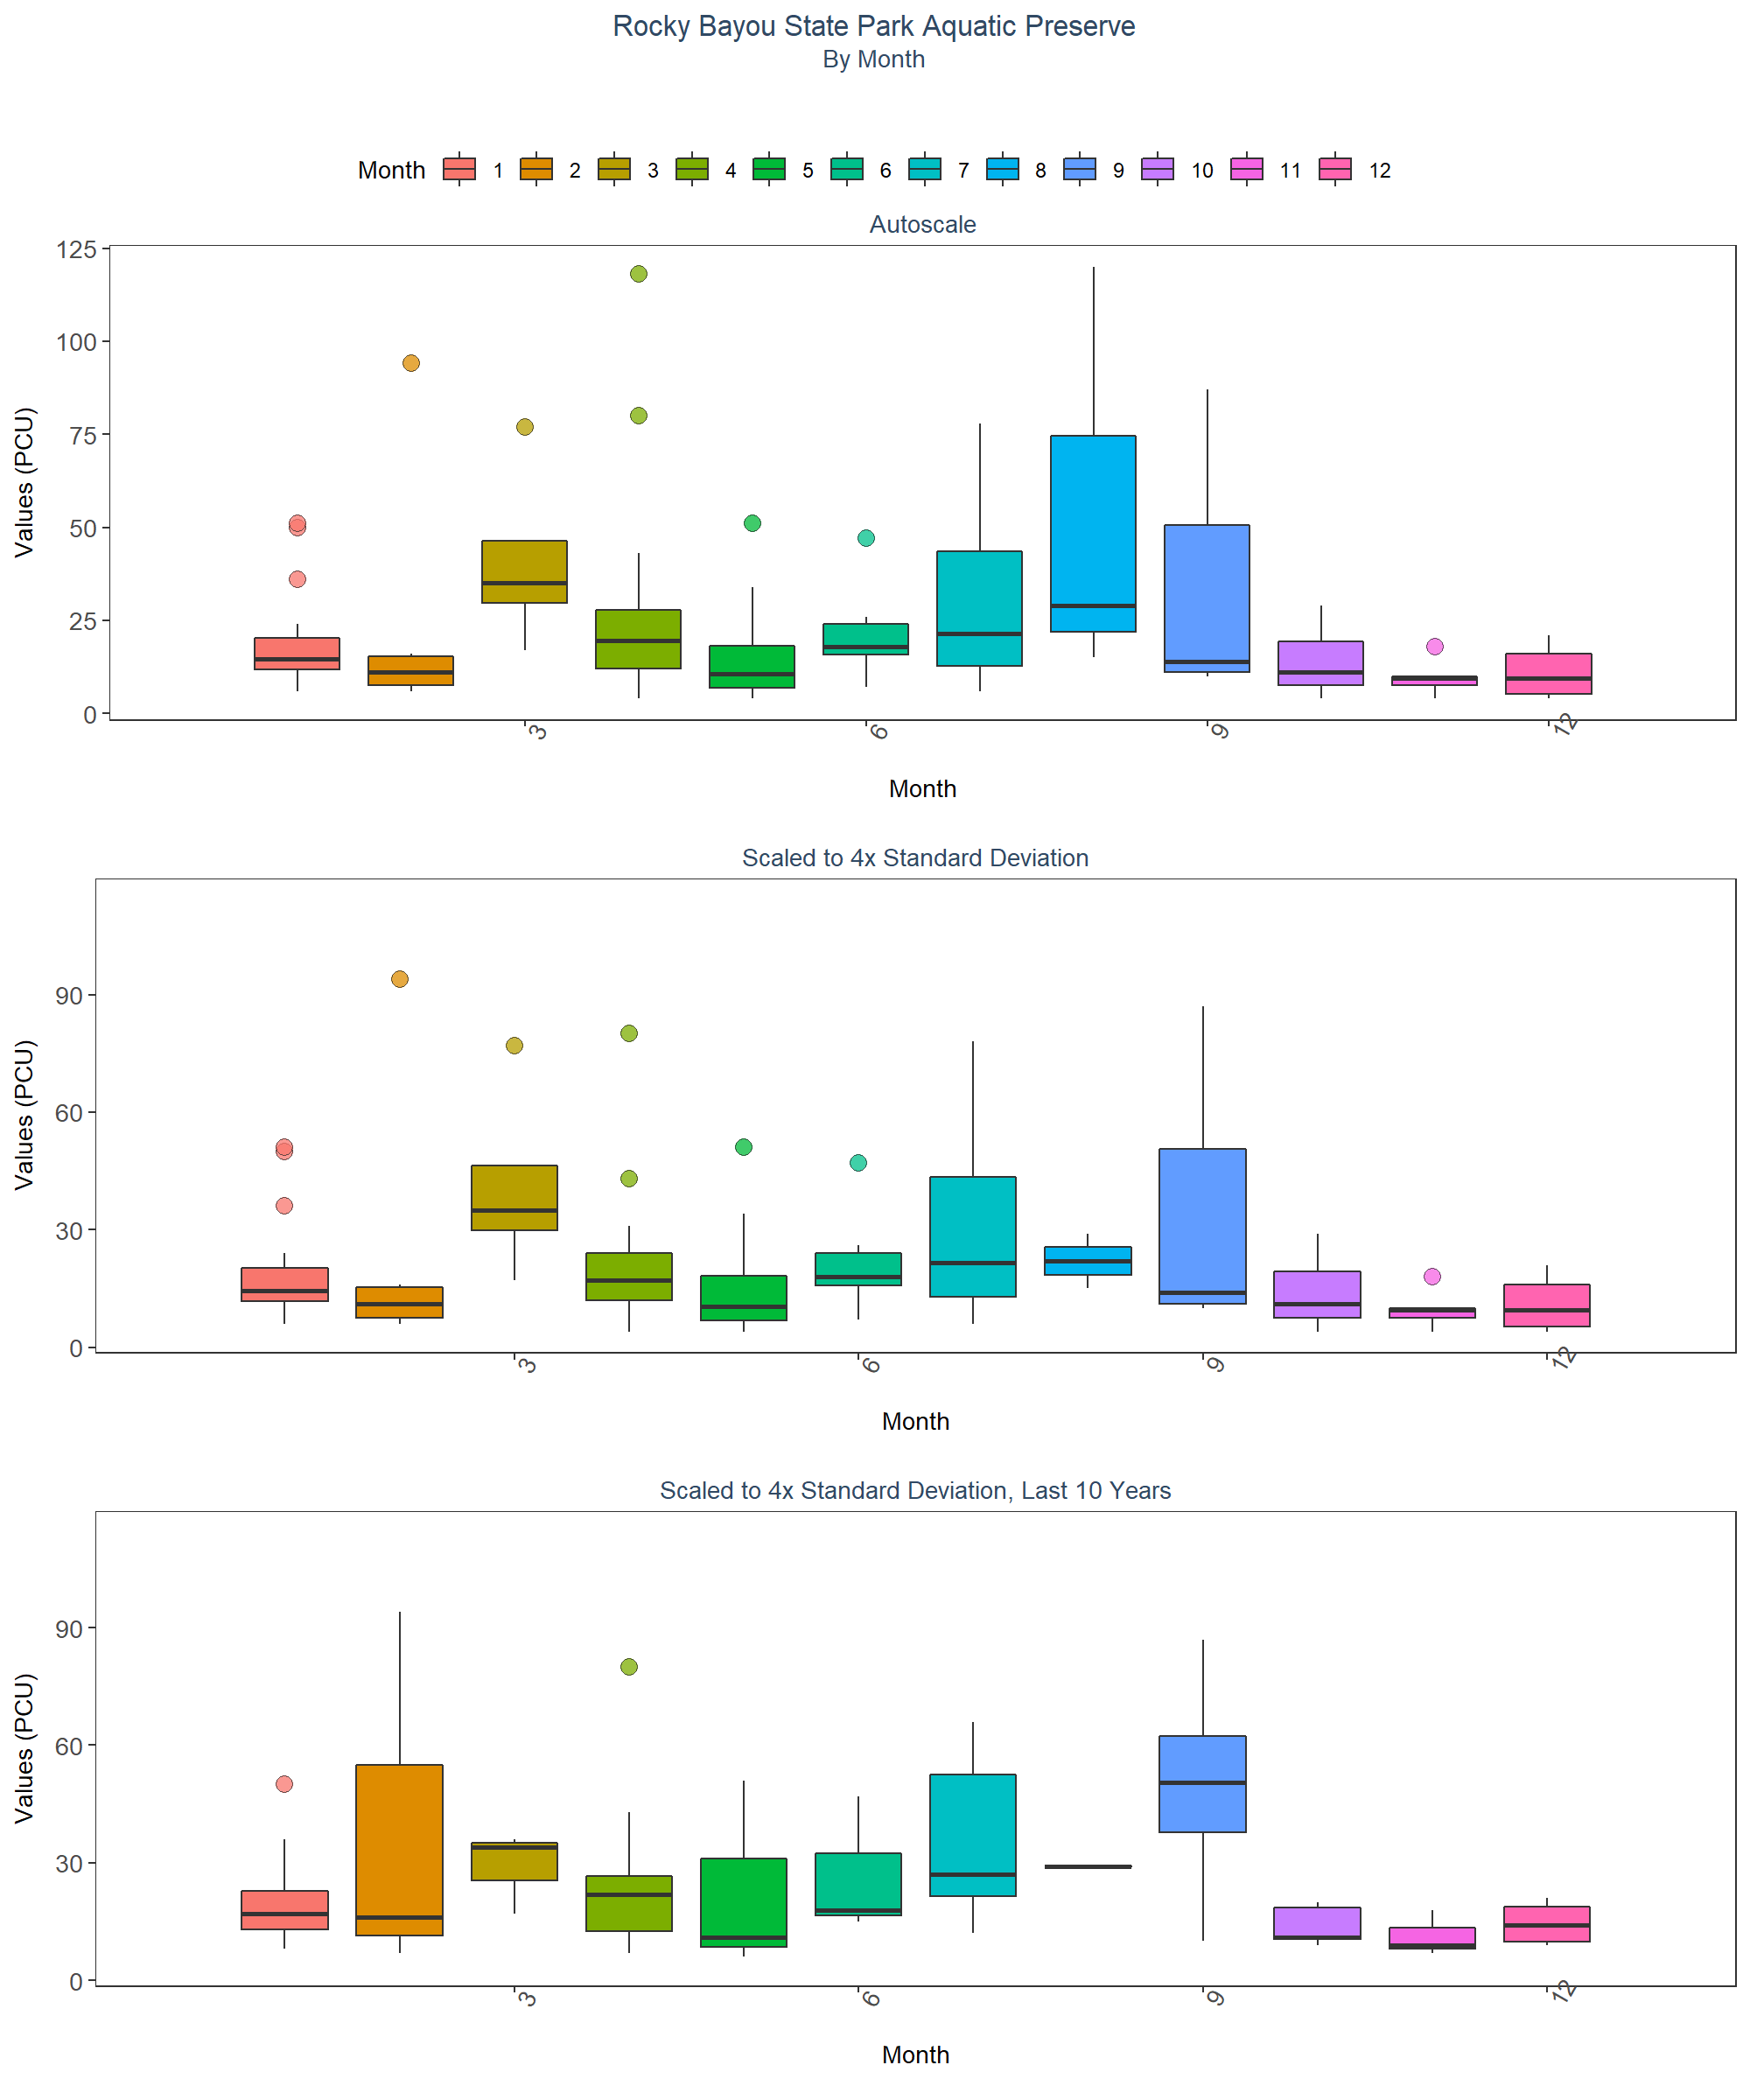 Rocky Bayou State Park Aquatic Preserve
By Month
Month 1 2 3 4 5 6 7 8 9 10 11 12
Autoscale
Values (PCU)
125
100
75
50
25
0
3 6 9 12
Month
Scaled to 4x Standard Deviation
Values (PCU)
90
60
30
0
3 6 9 12
Month
Scaled to 4x Standard Deviation, Last 10 Years
Values (PCU)
90
60
30
0
3 6 9 12
Month